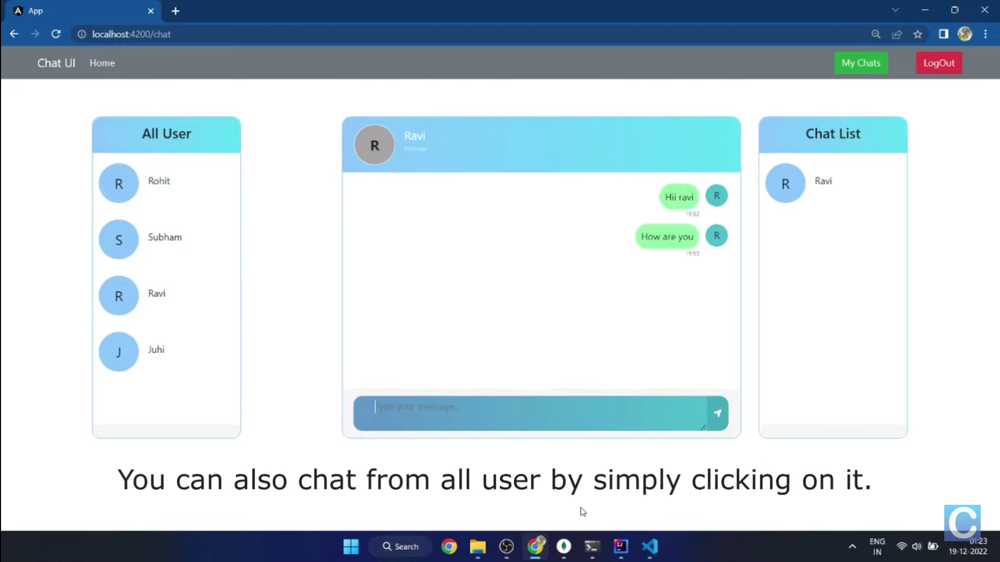 App
localhost:4200/chat
Chat UI Home My Chats LogOut
All User
R Rohit
S Subham
R Ravi
J Juhi
R Ravi
Message
Hii ravi R
19:52
How are you R
19:53
Type your message...
Chat List
R Ravi
You can also chat from all user by simply clicking on it.
C
Search
ENG
IN
01:23
19-12-2022